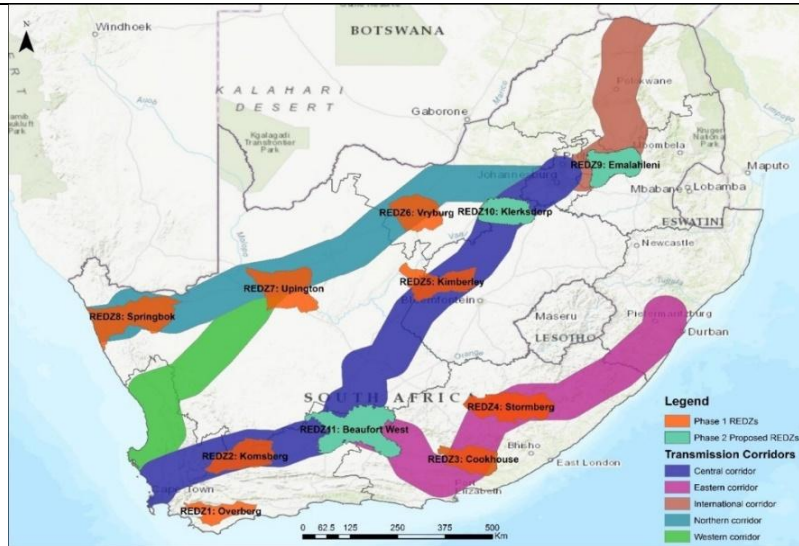 N
Windhoek
BOTSWANA
KALAHARI
DESERT
Gaborone
Kgalagadi
Transfrontier
Park
Limpopo
Kruger
National
Park
REDZ9: Emalahleni
Maputo
Johannesburg
Mbabane
Lobamba
ESWATINI
REDZ6: Vryburg
REDZ10: Klerksdorp
Newcastle
REDZ7: Upington
REDZ5: Kimberley
REDZ8: Springbok
Maseru
LESOTHO
Pietermaritzburg
Durban
SOUTH AFRICA
REDZ4: Stormberg
REDZ11: Beaufort West
Bhisho
East London
REDZ2: Komsberg
REDZ3: Cookhouse
Port
Elizabeth
Cape Town
REDZ1: Overberg
Legend
Phase 1 REDZs
Phase 2 Proposed REDZs
Transmission Corridors
Central corridor
Eastern corridor
International corridor
Northern corridor
Western corridor
0 62.5 125 250 375 500
Km